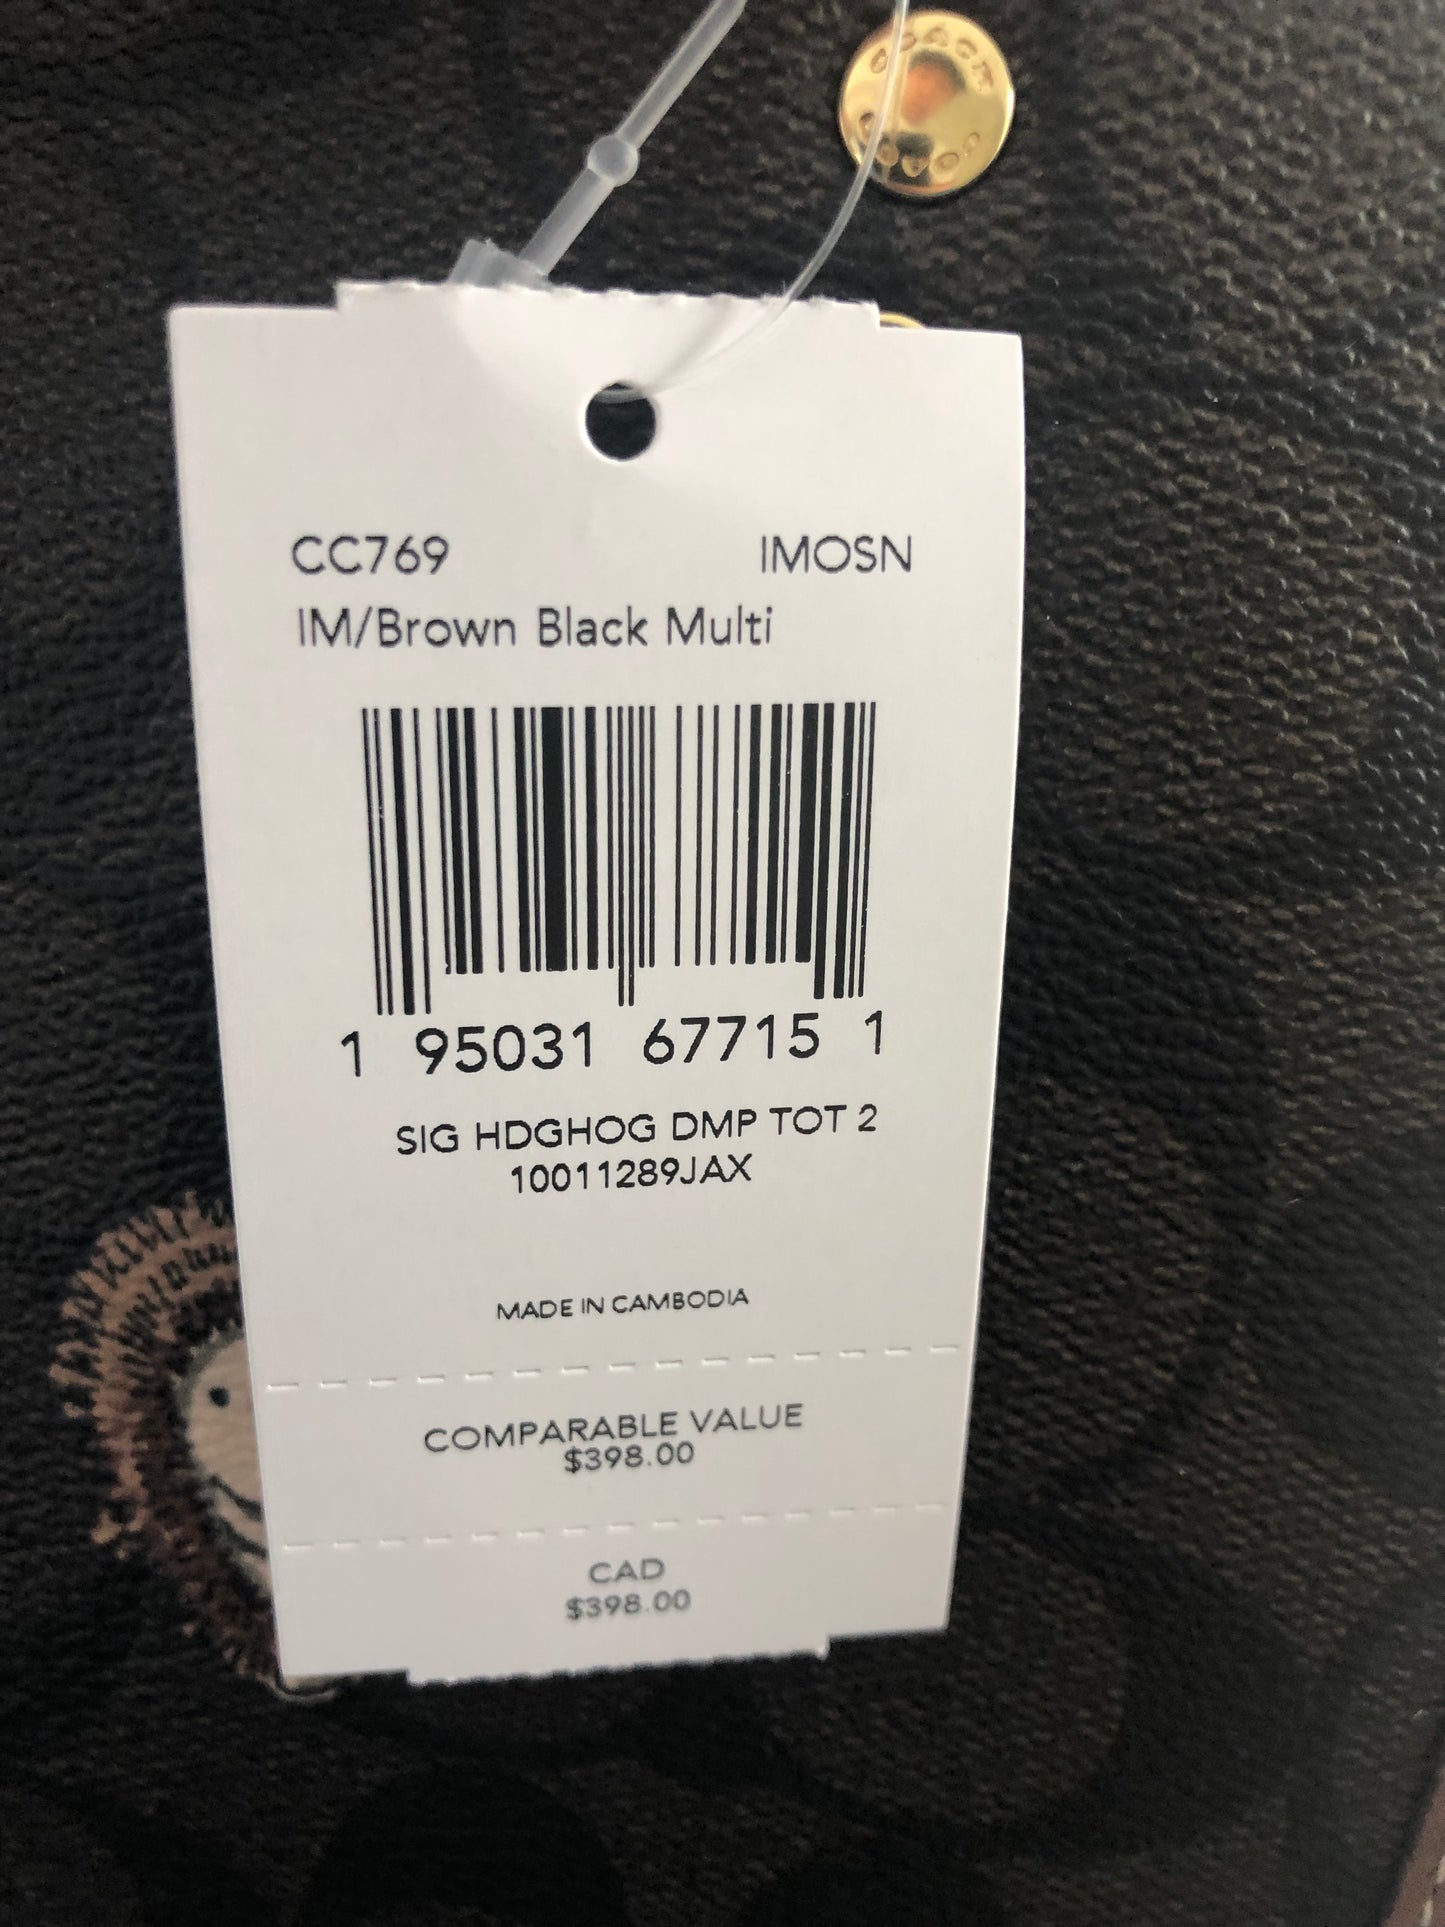 COACH
CC769 IMOSN
IM/Brown Black Multi
1 95031 67715 1
SIG HDGHOG DMP TOT 2
10011289JAX
MADE IN CAMBODIA
COMPARABLE VALUE
$398.00
CAD
$398.00